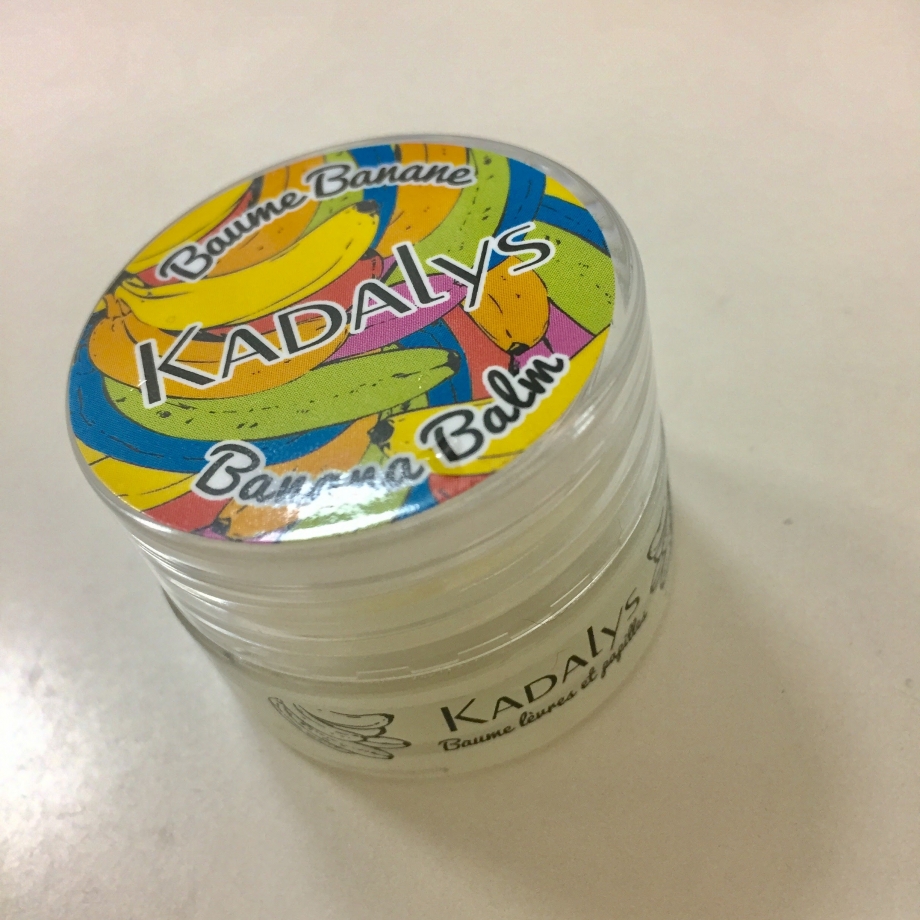 Baume Banane
KADALYS
Banana Balm
KADALYS
Baume lèvres et papilles